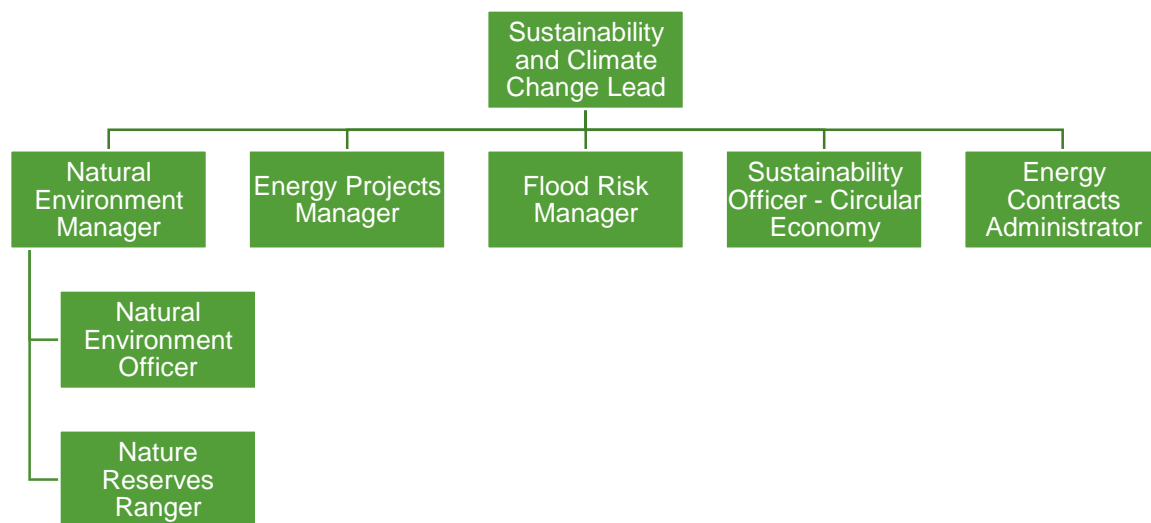 Sustainability
and Climate
Change Lead
Natural
Environment
Manager
Energy Projects
Manager
Flood Risk
Manager
Sustainability
Officer - Circular
Economy
Energy
Contracts
Administrator
Natural
Environment
Officer
Nature
Reserves
Ranger